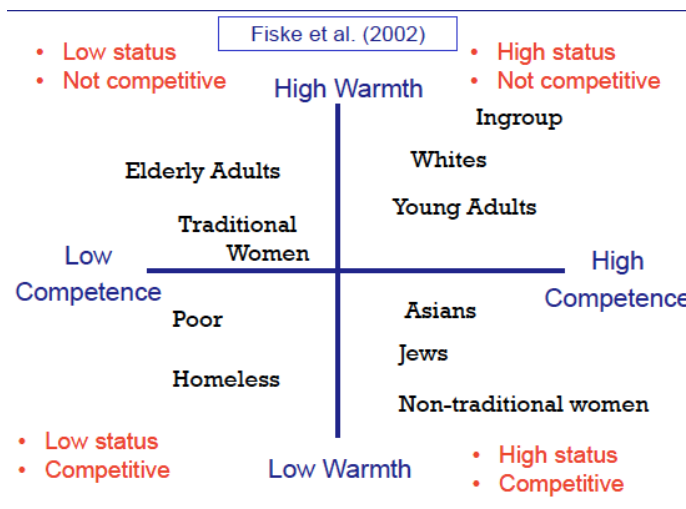 Fiske et al. (2002)
• Low status
• Not competitive
• High status
• Not competitive
High Warmth
Ingroup
Whites
Elderly Adults
Young Adults
Traditional
Women
Low
Competence
High
Competence
Poor
Asians
Jews
Homeless
Non-traditional women
• Low status
• Competitive
Low Warmth
• High status
• Competitive